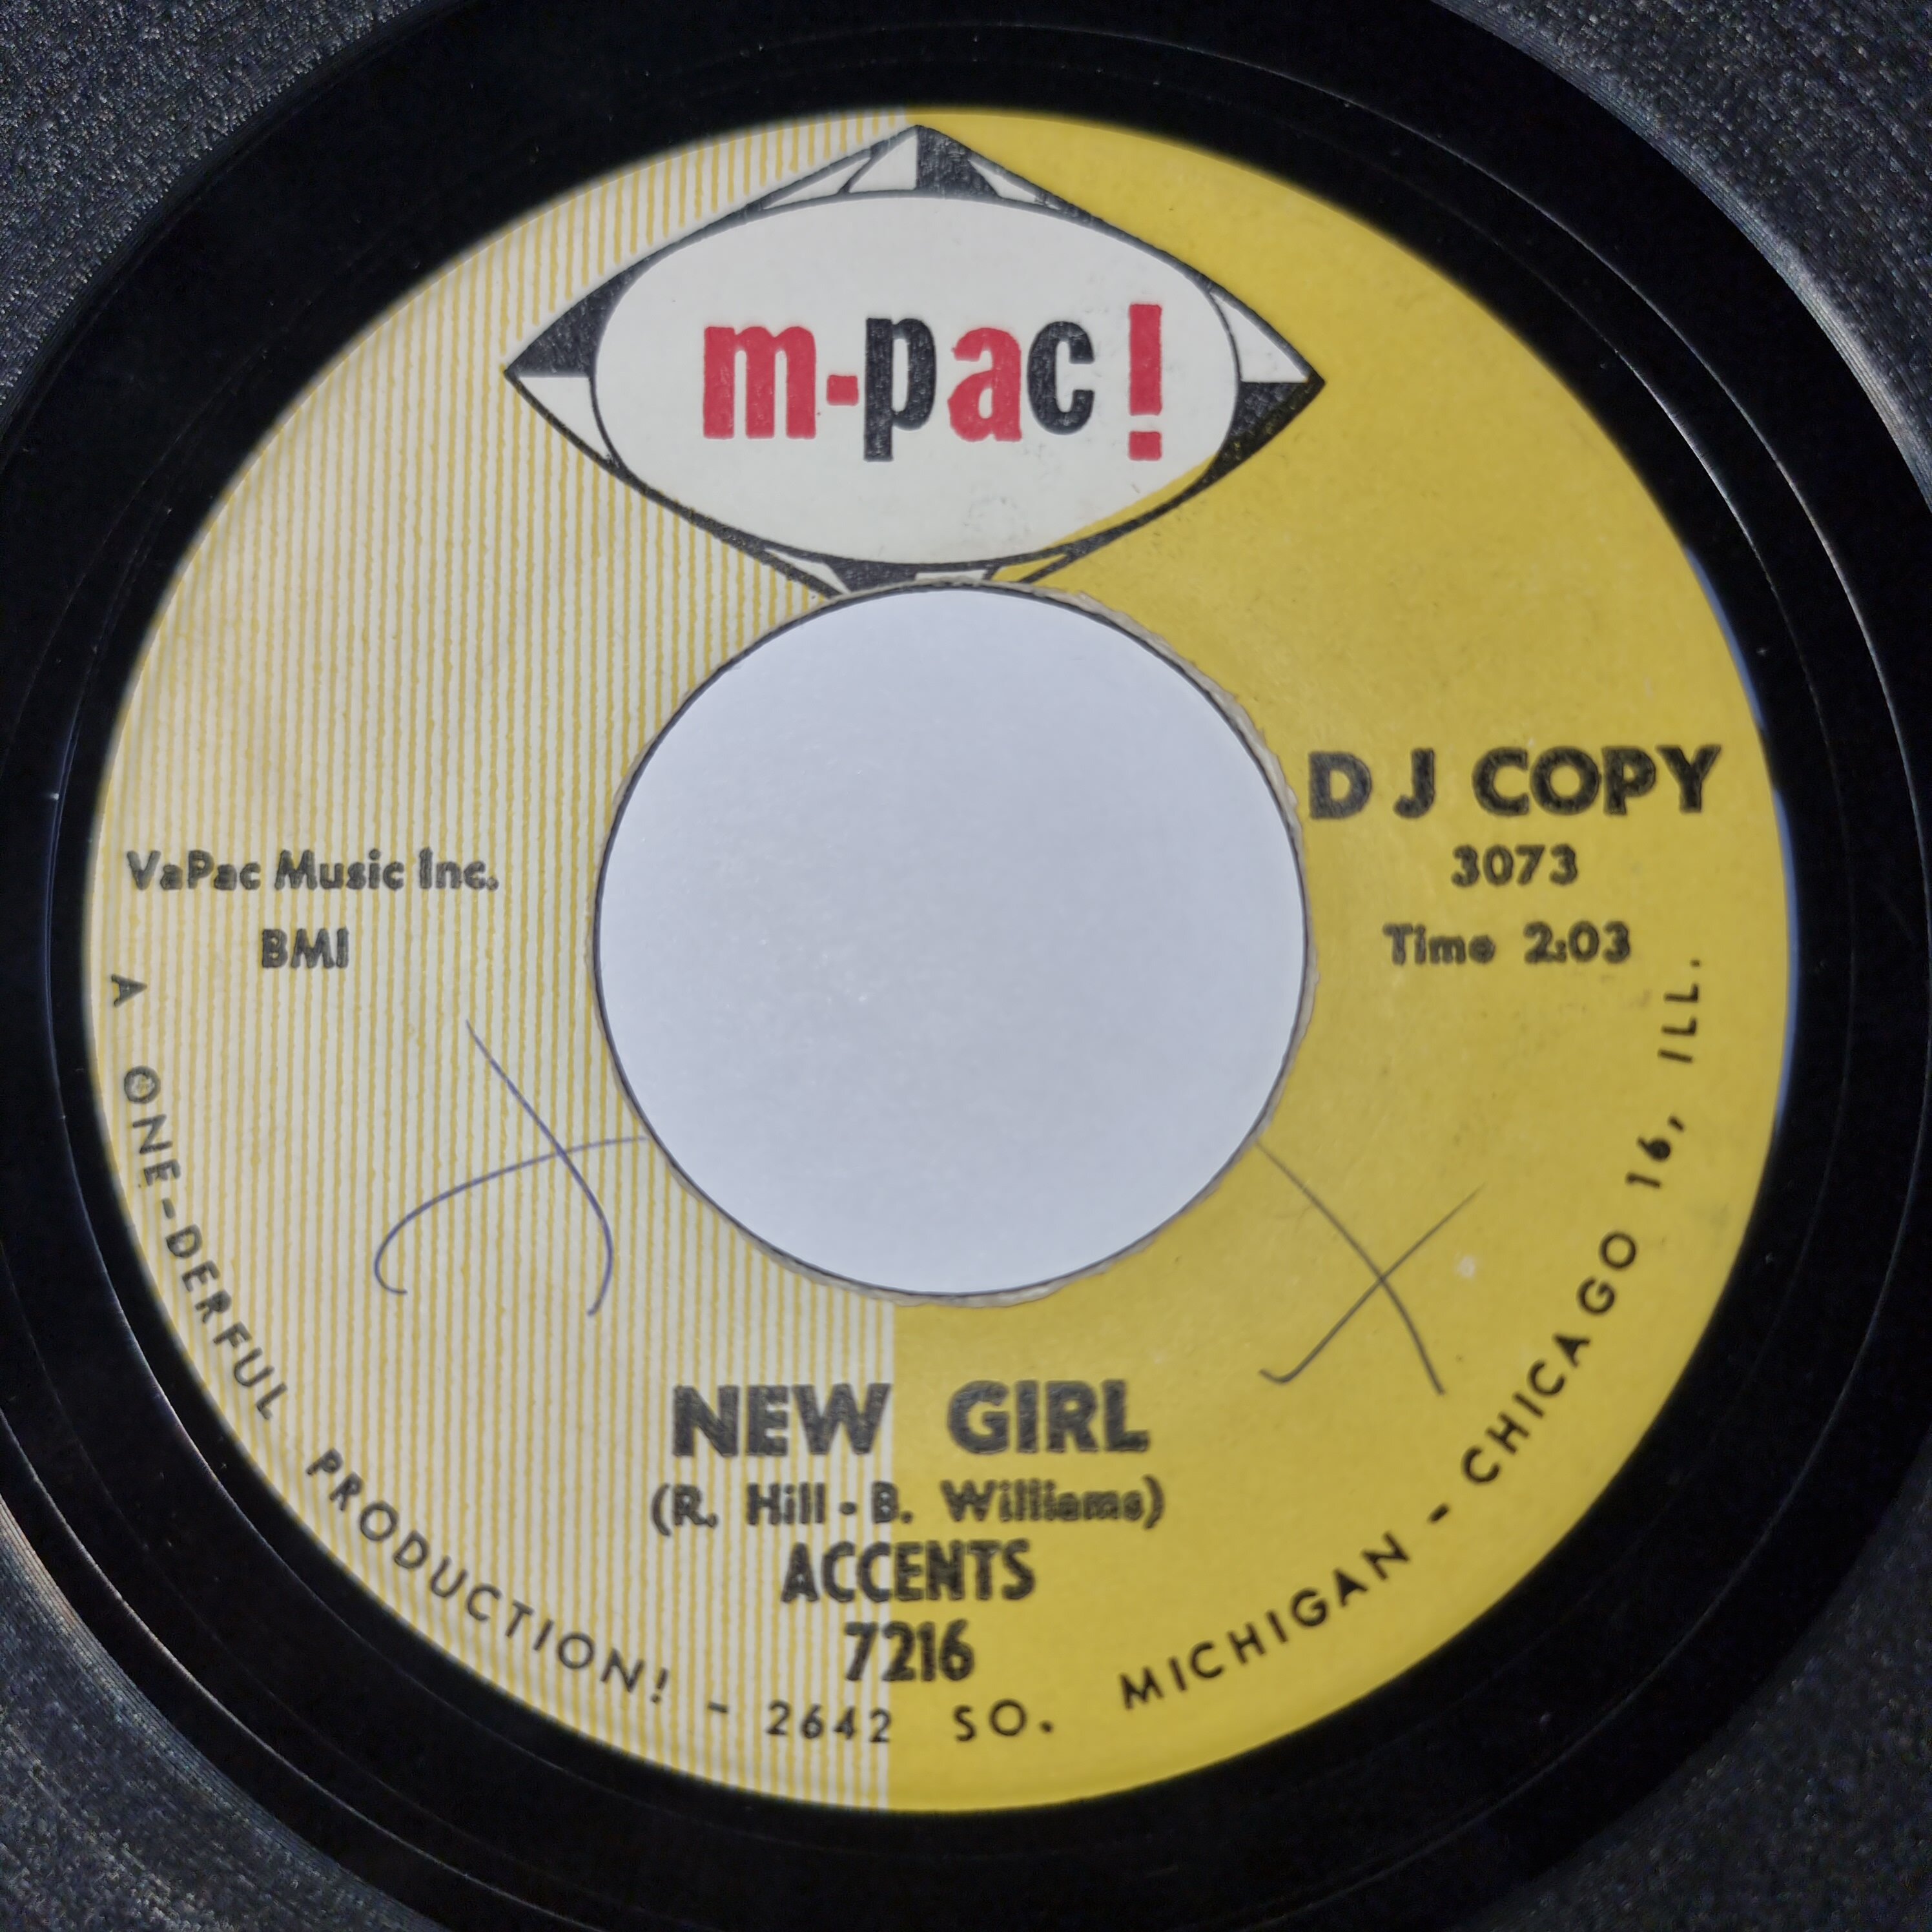 m-pac!
D J COPY
3073
Time 2:03
VaPac Music Inc.
BMI
NEW GIRL
(R. Hill - B. Williams)
ACCENTS
7216
A ONE-DERFUL PRODUCTION! - 2642 SO. MICHIGAN - CHICAGO 16, ILL.